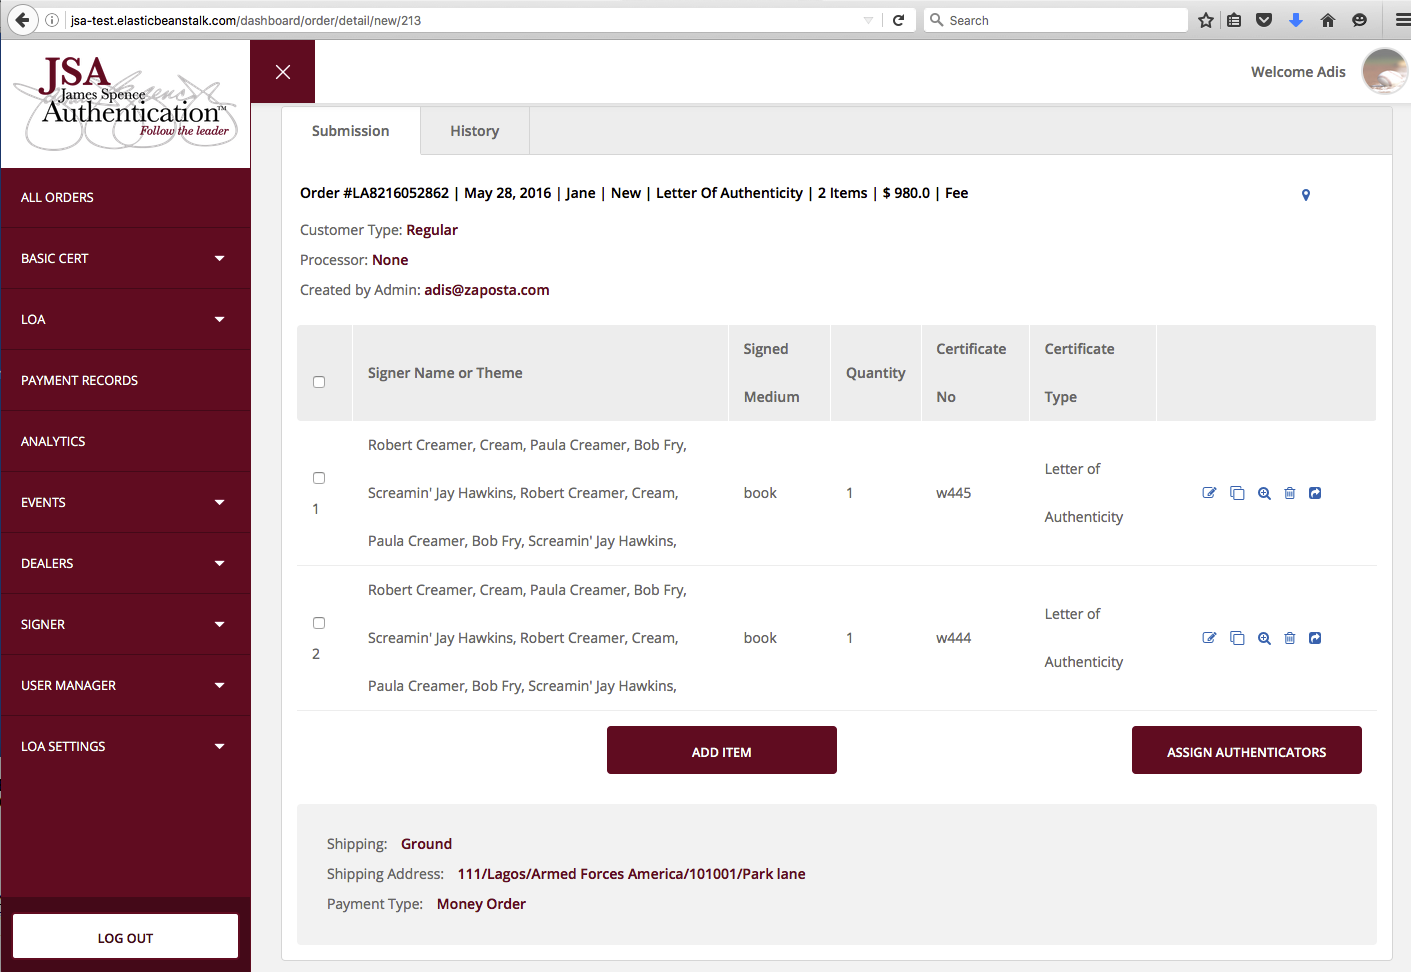 jsa-test.elasticbeanstalk.com/dashboard/order/detail/new/213
Search
JSA
James Spence
Authentication™
Follow the leader
Welcome Adis
Submission
History
ALL ORDERS
BASIC CERT
LOA
PAYMENT RECORDS
ANALYTICS
EVENTS
DEALERS
SIGNER
USER MANAGER
LOA SETTINGS
LOG OUT
Order #LA8216052862 | May 28, 2016 | Jane | New | Letter Of Authenticity | 2 Items | $ 980.0 | Fee
Customer Type: Regular
Processor: None
Created by Admin: adis@zaposta.com
Signer Name or Theme
Signed
Medium
Quantity
Certificate
No
Certificate
Type
1
Robert Creamer, Cream, Paula Creamer, Bob Fry,
Screamin' Jay Hawkins, Robert Creamer, Cream,
Paula Creamer, Bob Fry, Screamin' Jay Hawkins,
book
1
w445
Letter of
Authenticity
2
Robert Creamer, Cream, Paula Creamer, Bob Fry,
Screamin' Jay Hawkins, Robert Creamer, Cream,
Paula Creamer, Bob Fry, Screamin' Jay Hawkins,
book
1
w444
Letter of
Authenticity
ADD ITEM
ASSIGN AUTHENTICATORS
Shipping: Ground
Shipping Address: 111/Lagos/Armed Forces America/101001/Park lane
Payment Type: Money Order